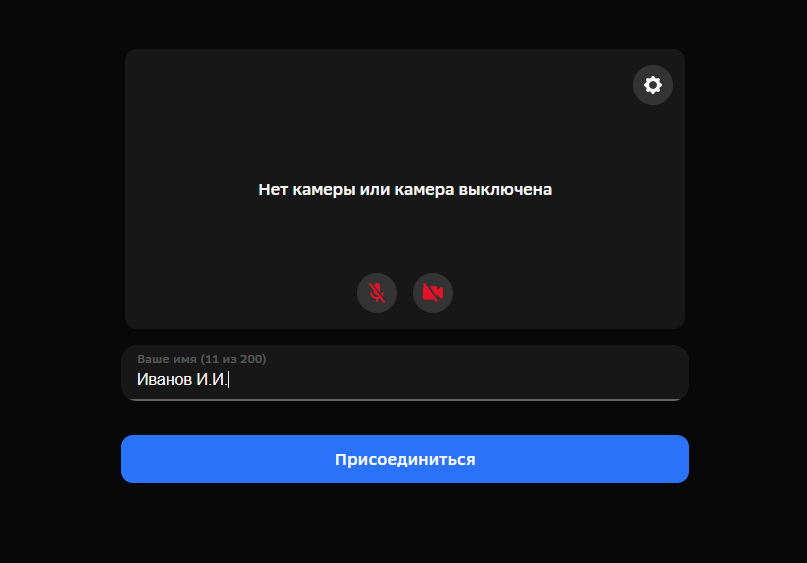 Нет камеры или камера выключена
Ваше имя (11 из 200)
Иванов И.И.
Присоединиться